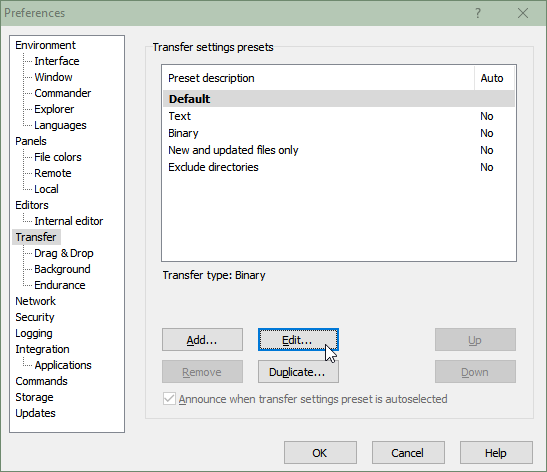 Preferences
?
Environment
Interface
Window
Commander
Explorer
Languages
Panels
File colors
Remote
Local
Editors
Internal editor
Transfer
Drag & Drop
Background
Endurance
Network
Security
Logging
Integration
Applications
Commands
Storage
Updates
Transfer settings presets
Preset description Auto
Default
Text No
Binary No
New and updated files only No
Exclude directories No
Transfer type: Binary
Add... Edit... Up
Remove Duplicate... Down
Announce when transfer settings preset is autoselected
OK Cancel Help